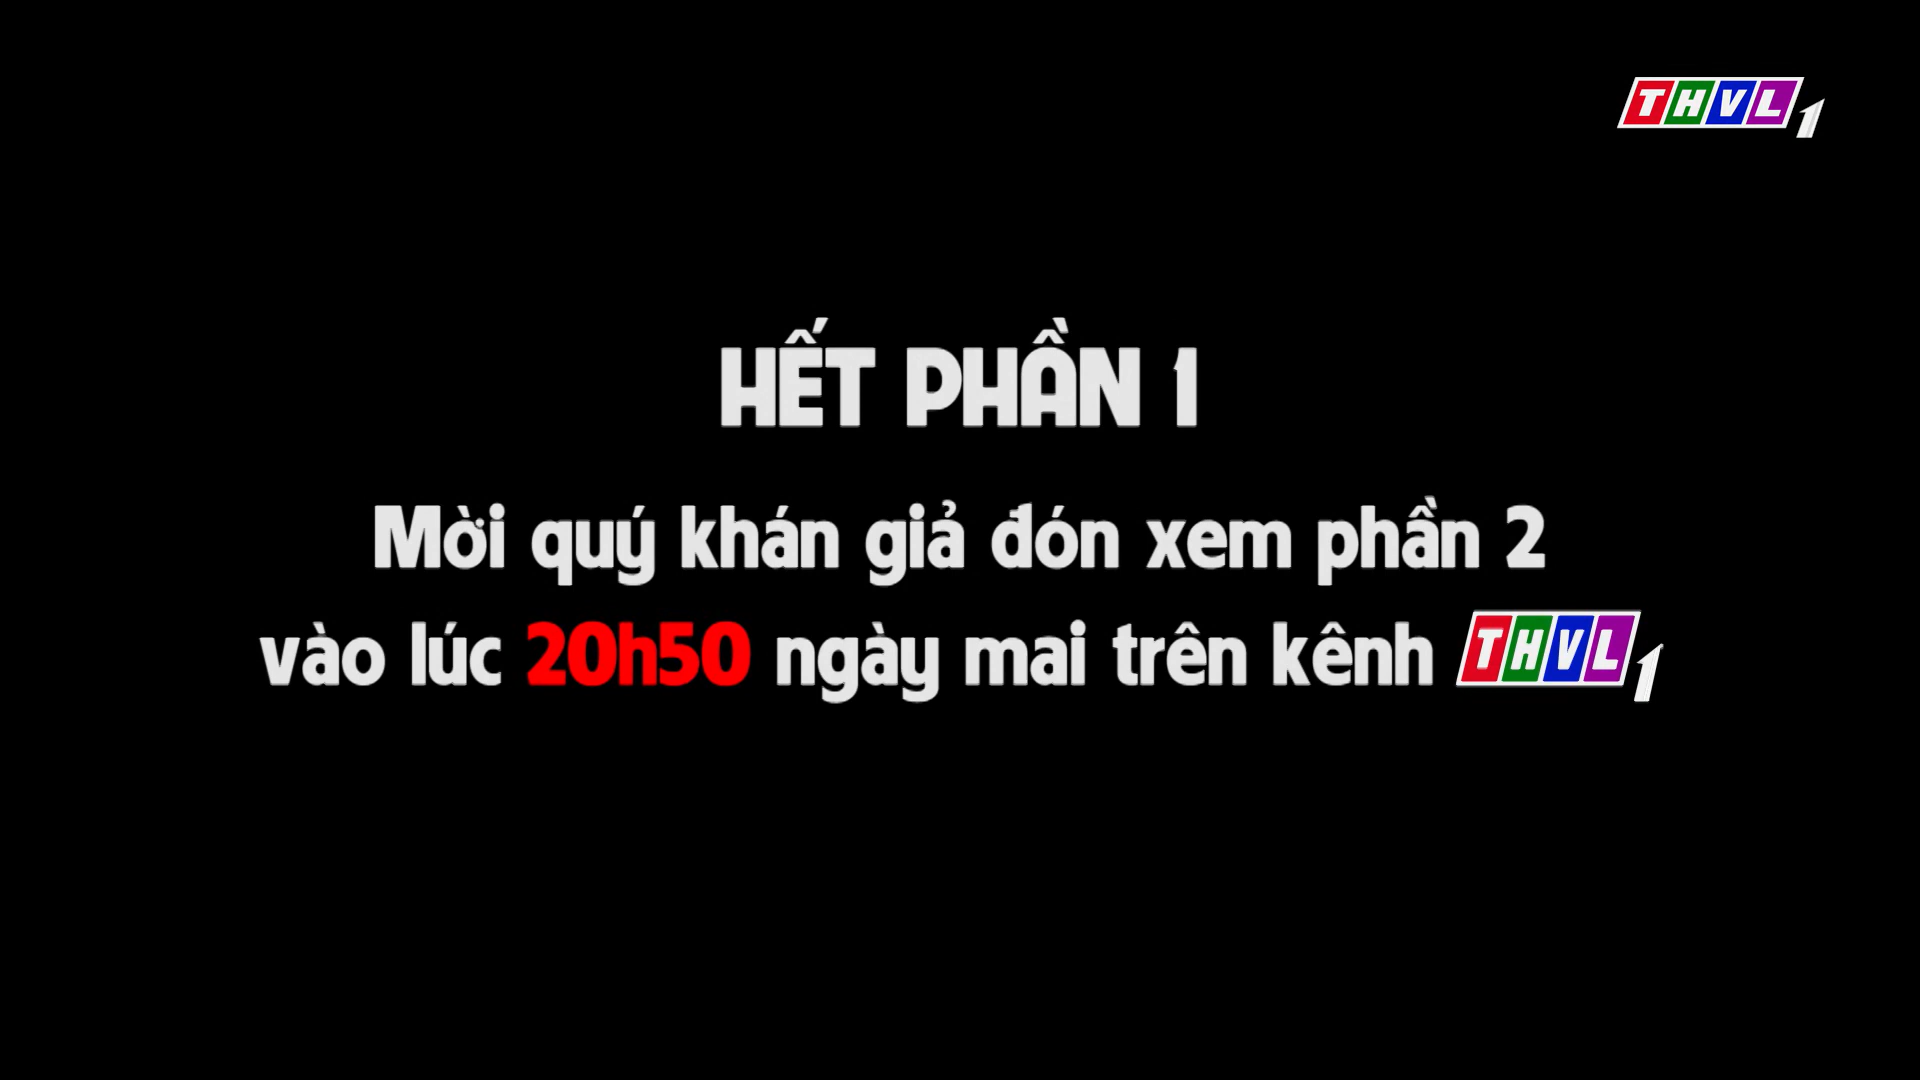 THVL1
HẾT PHẦN 1
Mời quý khán giả đón xem phần 2
vào lúc 20h50 ngày mai trên kênh THVL1